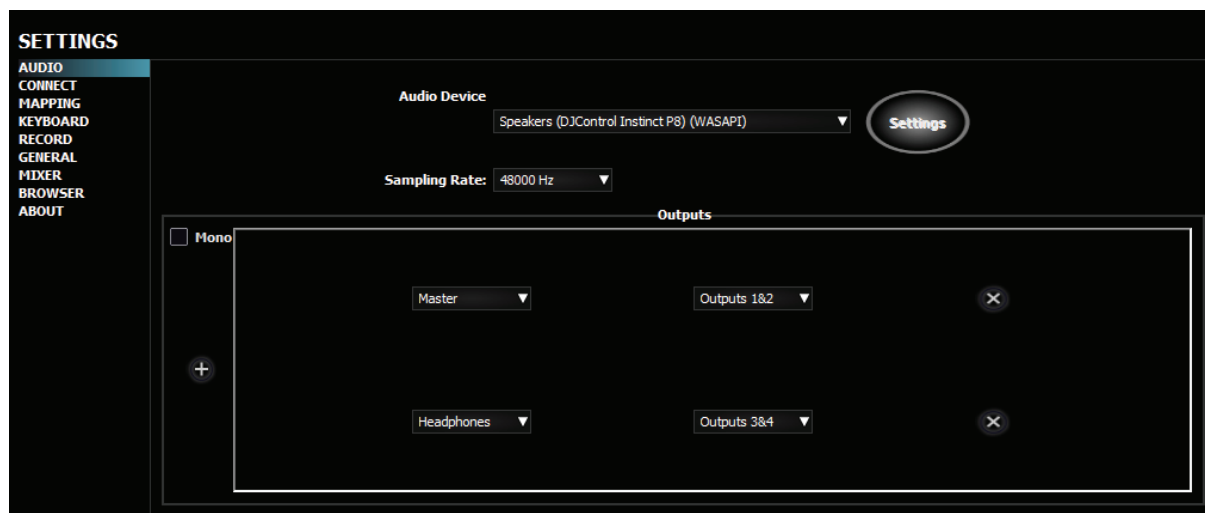 SETTINGS
AUDIO
CONNECT
MAPPING
KEYBOARD
RECORD
GENERAL
MIXER
BROWSER
ABOUT
Audio Device
Speakers (DJControl Instinct P8) (WASAPI)
Settings
Sampling Rate: 48000 Hz
Outputs
Mono
Master Outputs 1&2
Headphones Outputs 3&4